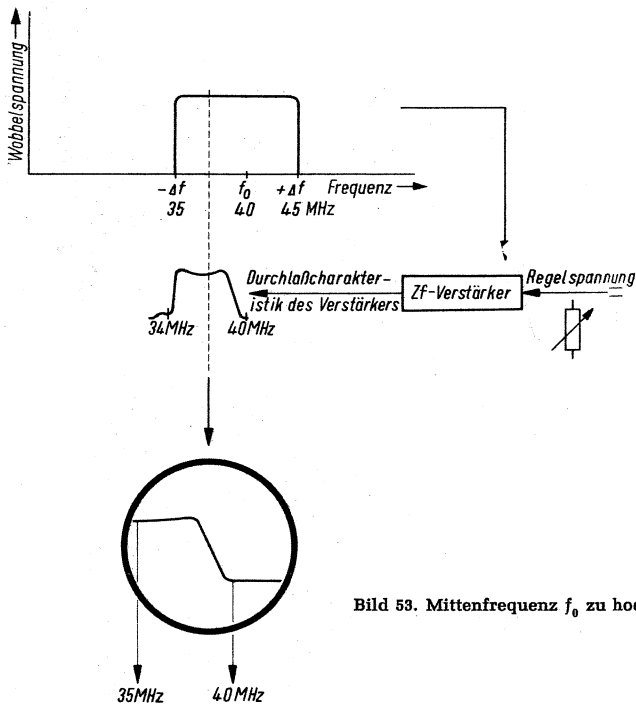 Wobbelspannung
-Δf f₀ +Δf Frequenz
35 40 45 MHz
Durchlaßcharakter-
istik des Verstärkers
Zf-Verstärker
Regelspannung
34MHz 40MHz
Bild 53. Mittenfrequenz f₀ zu
35MHz 40MHz